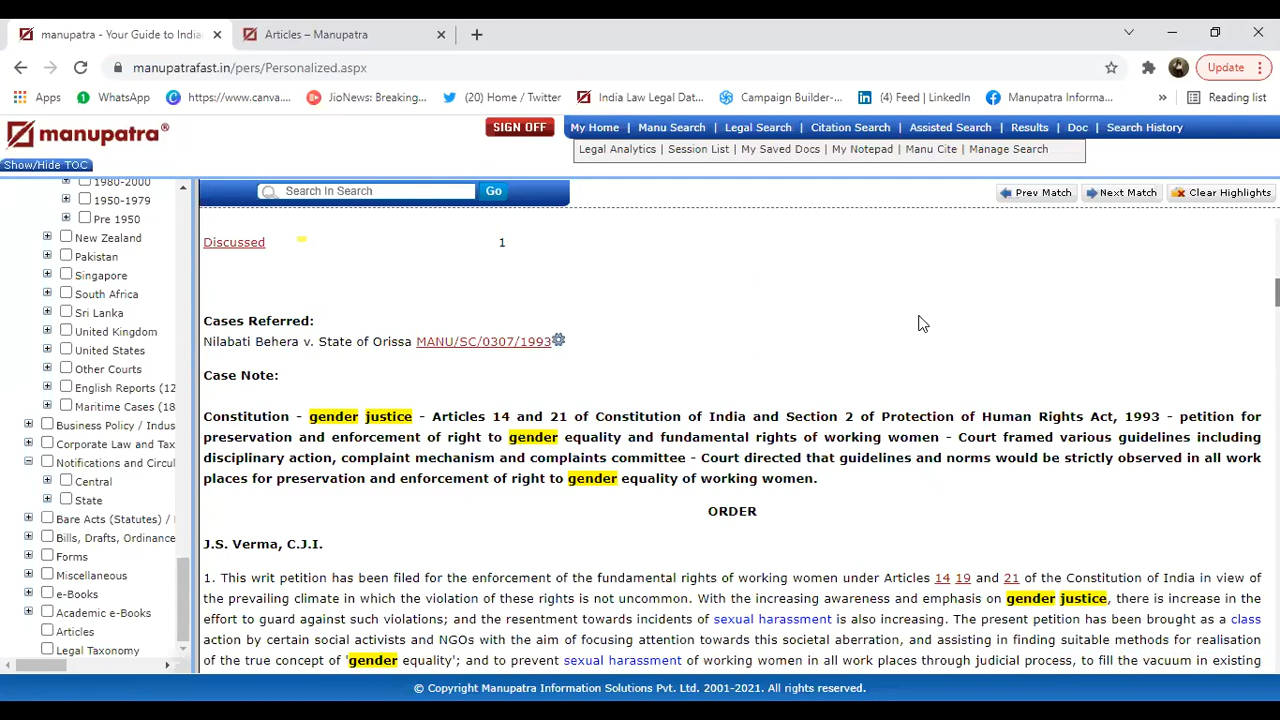 manupatra - Your Guide to India
Articles – Manupatra
manupatrafast.in/pers/Personalized.aspx
Update
Apps
WhatsApp
https://www.canva....
JioNews: Breaking...
(20) Home / Twitter
India Law Legal Dat...
Campaign Builder-...
(4) Feed | LinkedIn
Manupatra Informa...
»
Reading list
manupatra®
SIGN OFF
My Home | Manu Search | Legal Search | Citation Search | Assisted Search | Results | Doc | Search History
Legal Analytics | Session List | My Saved Docs | My Notepad | Manu Cite | Manage Search
Show/Hide TOC
Search In Search
Go
Prev Match
Next Match
Clear Highlights
1980-2000
1950-1979
Pre 1950
New Zealand
Pakistan
Singapore
South Africa
Sri Lanka
United Kingdom
United States
Other Courts
English Reports (12
Maritime Cases (18
Business Policy / Indus
Corporate Law and Tax
Notifications and Circul
Central
State
Bare Acts (Statutes) /
Bills, Drafts, Ordinance
Forms
Miscellaneous
e-Books
Academic e-Books
Articles
Legal Taxonomy
Discussed 1
Cases Referred:
Nilabati Behera v. State of Orissa MANU/SC/0307/1993
Case Note:
Constitution - gender justice - Articles 14 and 21 of Constitution of India and Section 2 of Protection of Human Rights Act, 1993 - petition for
preservation and enforcement of right to gender equality and fundamental rights of working women - Court framed various guidelines including
disciplinary action, complaint mechanism and complaints committee - Court directed that guidelines and norms would be strictly observed in all work
places for preservation and enforcement of right to gender equality of working women.
ORDER
J.S. Verma, C.J.I.
1. This writ petition has been filed for the enforcement of the fundamental rights of working women under Articles 14 19 and 21 of the Constitution of India in view of
the prevailing climate in which the violation of these rights is not uncommon. With the increasing awareness and emphasis on gender justice, there is increase in the
effort to guard against such violations; and the resentment towards incidents of sexual harassment is also increasing. The present petition has been brought as a class
action by certain social activists and NGOs with the aim of focusing attention towards this societal aberration, and assisting in finding suitable methods for realisation
of the true concept of 'gender equality'; and to prevent sexual harassment of working women in all work places through judicial process, to fill the vacuum in existing
© Copyright Manupatra Information Solutions Pvt. Ltd. 2001-2021. All rights reserved.